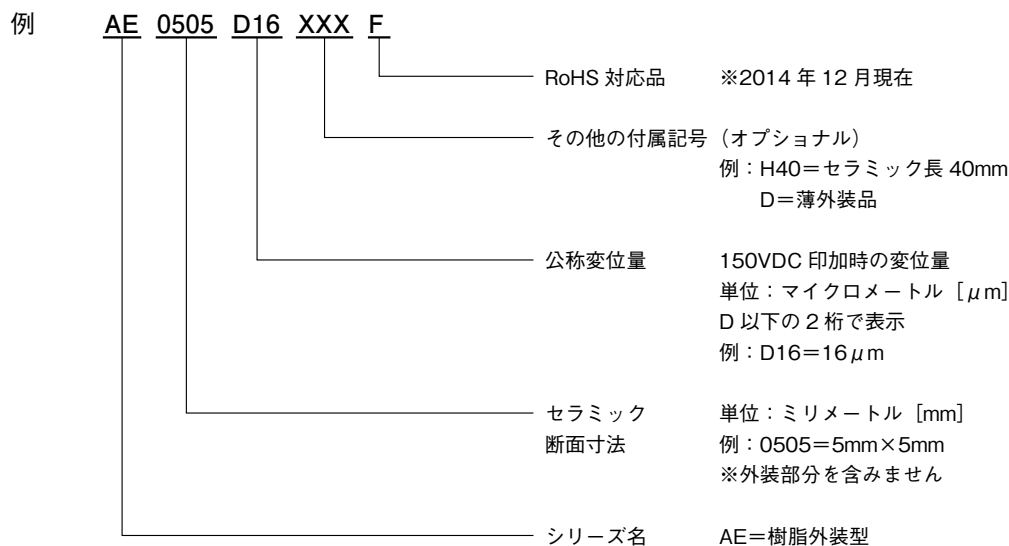 例 AE 0505 D16 XXX F
RoHS 対応品 ※2014 年 12 月現在
その他の付属記号（オプショナル）
例：H40＝セラミック長 40mm
D＝薄外装品
公称変位量 150VDC 印加時の変位量
単位：マイクロメートル［μm］
D 以下の 2 桁で表示
例：D16＝16μm
セラミック 単位：ミリメートル［mm］
断面寸法 例：0505＝5mm×5mm
※外装部分を含みません
シリーズ名 AE＝樹脂外装型